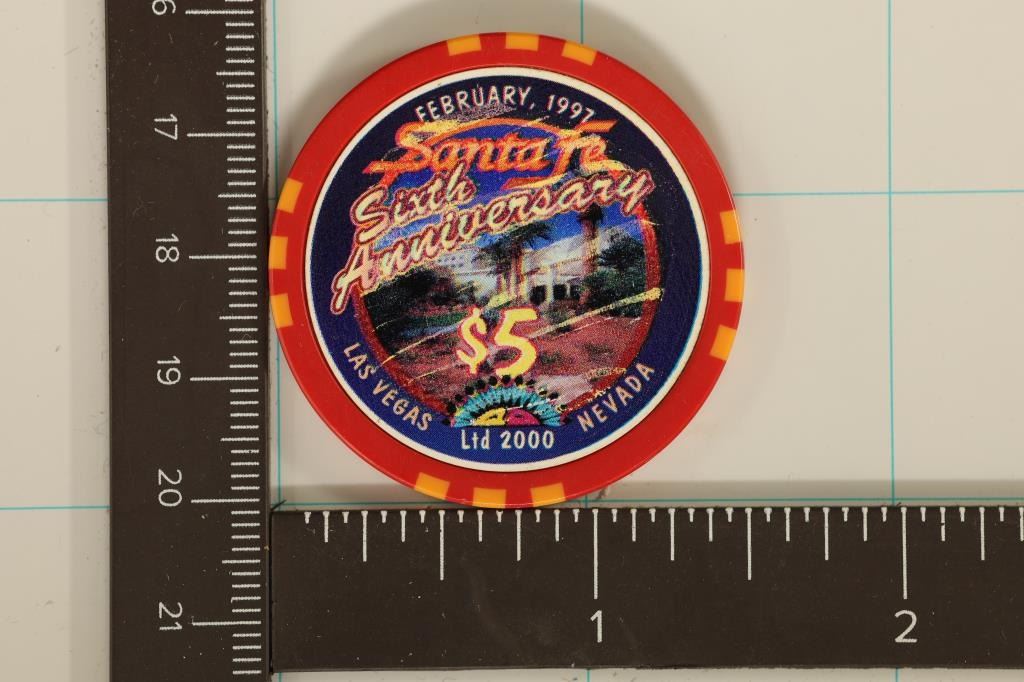 FEBRUARY, 1997
Santa Fe
Sixth
Anniversary
$5
LAS VEGAS
NEVADA
Ltd 2000
6
17
18
19
20
21
1
2